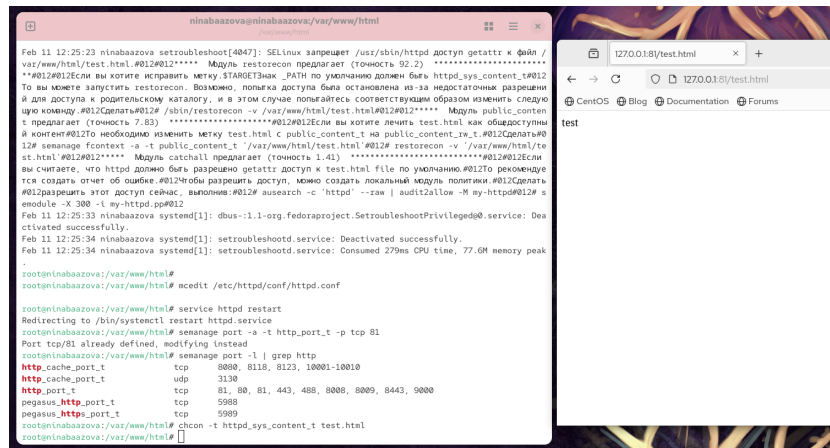 ninabaazova@ninabaazova:/var/www/html
/var/www/html
Feb 11 12:25:23 ninabaazova setroubleshoot[4047]: SELinux запрещает /usr/sbin/httpd доступ getattr к файл /
var/www/html/test.html.#012#012***** Модуль restorecon предлагает (точность 92.2) **********************
**#012#012Если вы хотите исправить метку.$TARGETЗнак _PATH по умолчанию должен быть httpd_sys_content_t#012
То вы можете запустить restorecon. Возможно, попытка доступа была остановлена из-за недостаточных разрешени
й для доступа к родительскому каталогу, и в этом случае попытайтесь соответствующим образом изменить следую
щую команду.#012Сделать#012# /sbin/restorecon -v /var/www/html/test.html#012#012***** Модуль public_conten
t предлагает (точность 7.83) ********************#012#012Если вы хотите лечить test.html как общедоступны
й контент#012То необходимо изменить метку test.html с public_content_t на public_content_rw_t.#012Сделать#0
12# semanage fcontext -a -t public_content_t '/var/www/html/test.html'#012# restorecon -v '/var/www/html/te
st.html'#012#012***** Модуль catchall предлагает (точность 1.41) ********************#012#012Если
вы считаете, что httpd должно быть разрешено getattr доступ к test.html file по умолчанию.#012То рекомендуе
тся создать отчет об ошибке.#012Чтобы разрешить доступ, можно создать локальный модуль политики.#012Сделать
#012разрешить этот доступ сейчас, выполнив:#012# ausearch -c 'httpd' --raw | audit2allow -M my-httpd#012# s
emodule -X 300 -i my-httpd.pp#012
Feb 11 12:25:33 ninabaazova systemd[1]: dbus-:1.1-org.fedoraproject.SetroubleshootPrivileged@0.service: Dea
ctivated successfully.
Feb 11 12:25:34 ninabaazova systemd[1]: setroubleshootd.service: Deactivated successfully.
Feb 11 12:25:34 ninabaazova systemd[1]: setroubleshootd.service: Consumed 279ms CPU time, 77.6M memory peak
.
root@ninabaazova:/var/www/html#
root@ninabaazova:/var/www/html# mcedit /etc/httpd/conf/httpd.conf
root@ninabaazova:/var/www/html# service httpd restart
Redirecting to /bin/systemctl restart httpd.service
root@ninabaazova:/var/www/html# semanage port -a -t http_port_t -p tcp 81
Port tcp/81 already defined, modifying instead
root@ninabaazova:/var/www/html# semanage port -l | grep http
http_cache_port_t tcp 8080, 8118, 8123, 10001-10010
http_cache_port_t udp 3130
http_port_t tcp 81, 80, 81, 443, 488, 8008, 8009, 8443, 9000
pegasus_http_port_t tcp 5988
pegasus_https_port_t tcp 5989
root@ninabaazova:/var/www/html# chcon -t httpd_sys_content_t test.html
root@ninabaazova:/var/www/html#
127.0.0.1:81/test.html
127.0.0.1:81/test.html
CentOS Blog Documentation Forums
test